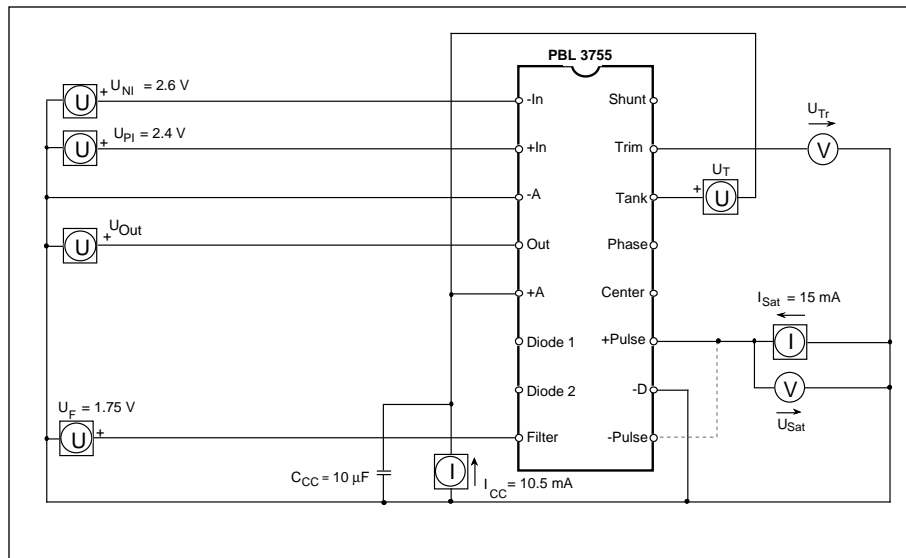 PBL 3755
U
U_NI = 2.6 V
-In
Shunt
U_Tr
U
U_PI = 2.4 V
+In
Trim
V
U_T
-A
Tank
U
U
U_Out
Out
Phase
+A
Center
I_Sat = 15 mA
Diode 1
+Pulse
I
Diode 2
-D
V
U_F = 1.75 V
U_Sat
U
Filter
-Pulse
C_CC = 10 µF
I
I_CC = 10.5 mA
+
+
+
+
+